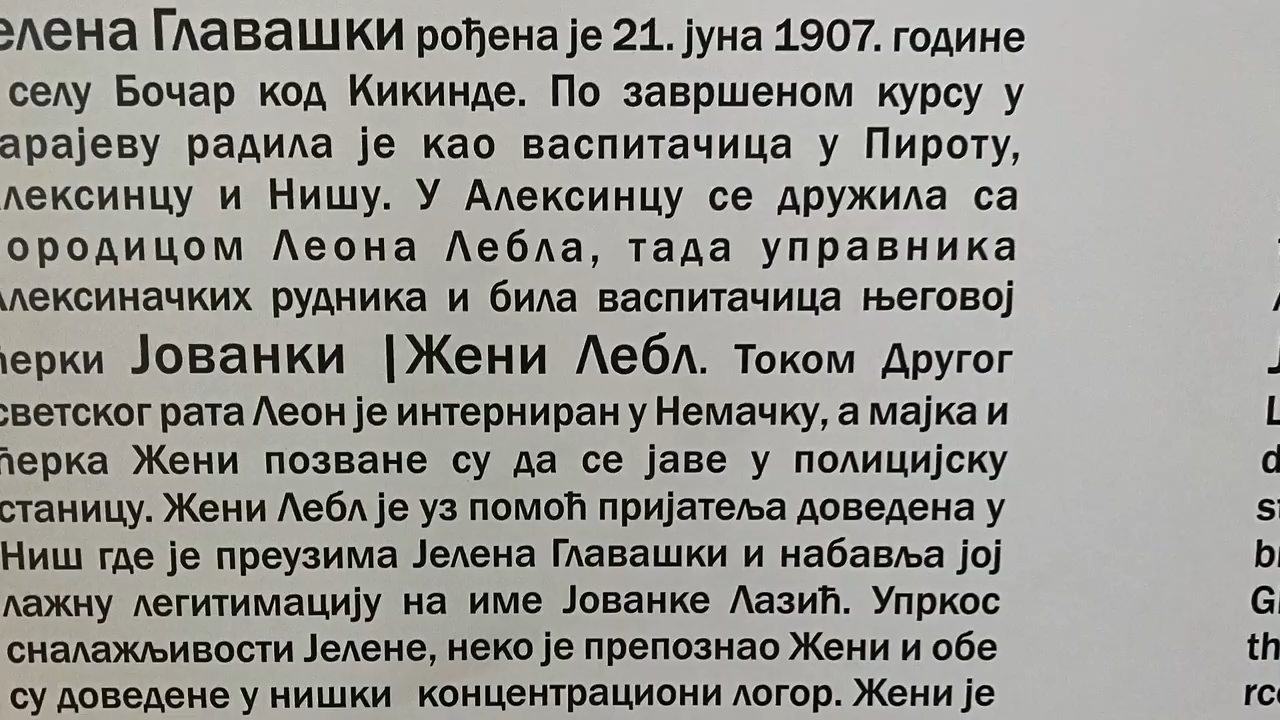 елена Главашки рођена је 21. јуна 1907. године
селу Бочар код Кикинде. По завршеном курсу у
арајеву радила је као васпитачица у Пироту,
лексинцу и Нишу. У Алексинцу се дружила са
ородицом Леона Лебла, тада управника
лексиначких рудника и била васпитачица његовој
ћерки Јованки |Жени Лебл. Током Другог
светског рата Леон је интерниран у Немачку, а мајка и
ћерка Жени позване су да се јаве у полицијску
станицу. Жени Лебл је уз помоћ пријатеља доведена у
Ниш где је преузима Јелена Главашки и набавља јој
лажну легитимацију на име Јованке Лазић. Упркос
сналажљивости Јелене, неко је препознао Жени и обе
су доведене у нишки концентрациони логор. Жени је